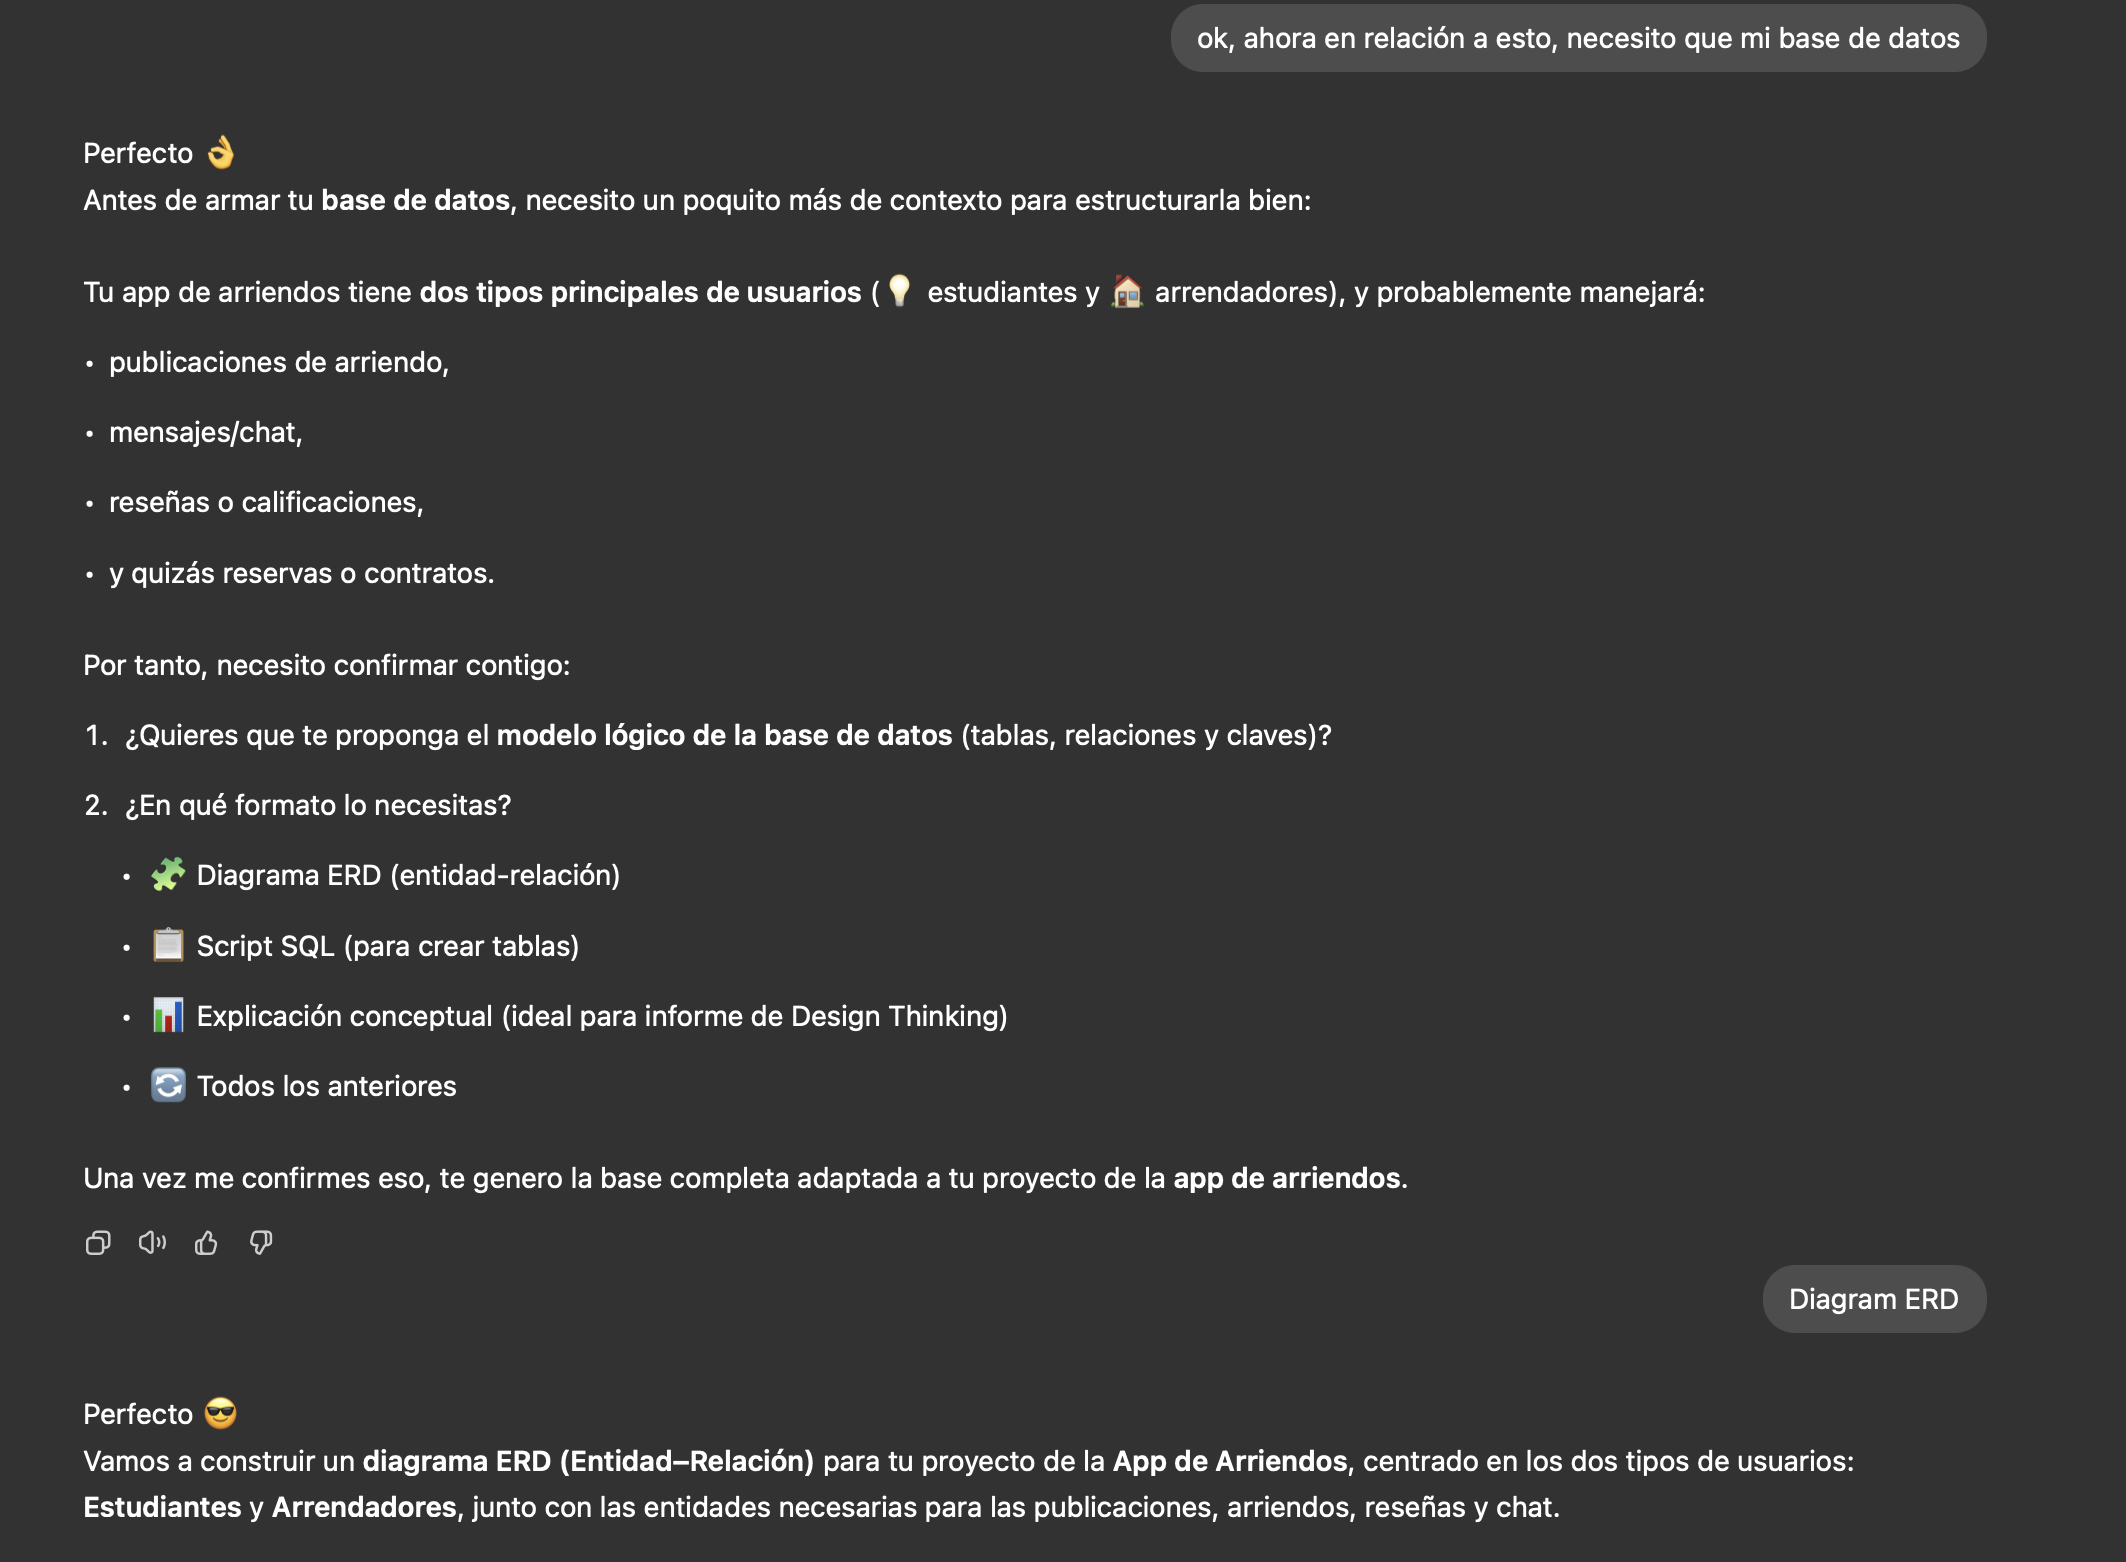 ok, ahora en relación a esto, necesito que mi base de datos
Perfecto 👌
Antes de armar tu base de datos, necesito un poquito más de contexto para estructurarla bien:
Tu app de arriendos tiene dos tipos principales de usuarios (💡 estudiantes y 🏠 arrendadores), y probablemente manejará:
• publicaciones de arriendo,
• mensajes/chat,
• reseñas o calificaciones,
• y quizás reservas o contratos.
Por tanto, necesito confirmar contigo:
1. ¿Quieres que te proponga el modelo lógico de la base de datos (tablas, relaciones y claves)?
2. ¿En qué formato lo necesitas?
• 🧩 Diagrama ERD (entidad-relación)
• 📋 Script SQL (para crear tablas)
• 📊 Explicación conceptual (ideal para informe de Design Thinking)
• 🔄 Todos los anteriores
Una vez me confirmes eso, te genero la base completa adaptada a tu proyecto de la app de arriendos.
Diagram ERD
Perfecto 😎
Vamos a construir un diagrama ERD (Entidad–Relación) para tu proyecto de la App de Arriendos, centrado en los dos tipos de usuarios:
Estudiantes y Arrendadores, junto con las entidades necesarias para las publicaciones, arriendos, reseñas y chat.